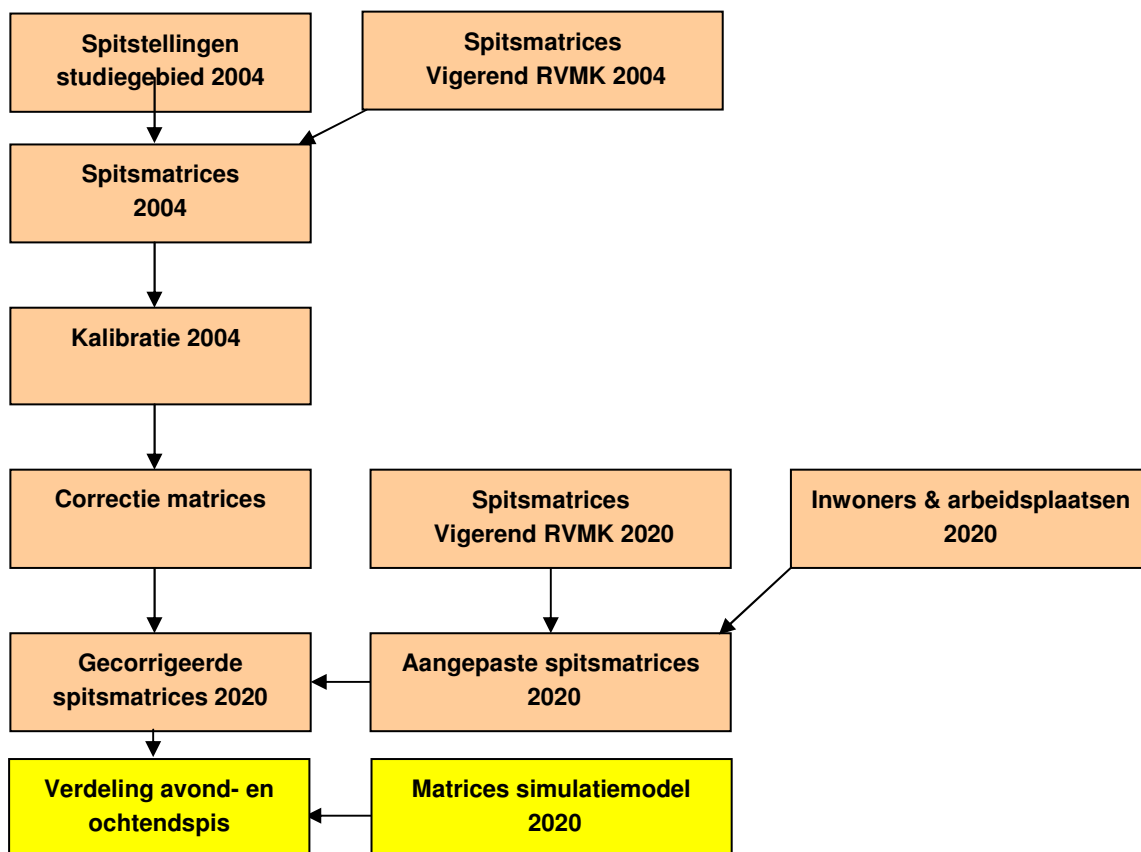 Spitstellingen
studiegebied 2004
Spitsmatrices
Vigerend RVMK 2004
Spitsmatrices
2004
Kalibratie 2004
Correctie matrices
Spitsmatrices
Vigerend RVMK 2020
Inwoners & arbeidsplaatsen
2020
Gecorrigeerde
spitsmatrices 2020
Aangepaste spitsmatrices
2020
Verdeling avond- en
ochtendspis
Matrices simulatiemodel
2020